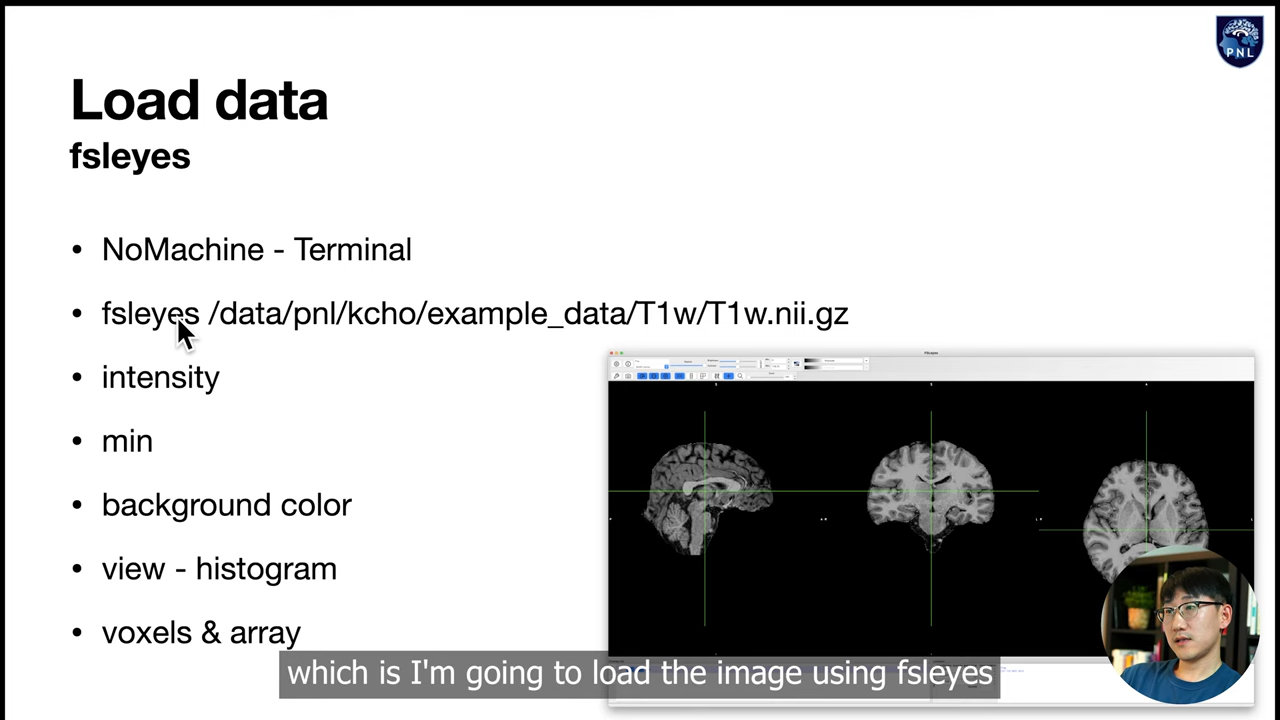 PNL
Load data
fsleyes
• NoMachine - Terminal
• fsleyes /data/pnl/kcho/example_data/T1w/T1w.nii.gz
• intensity
• min
• background color
• view - histogram
• voxels & array
FSLeyes
which is I'm going to load the image using fsleyes